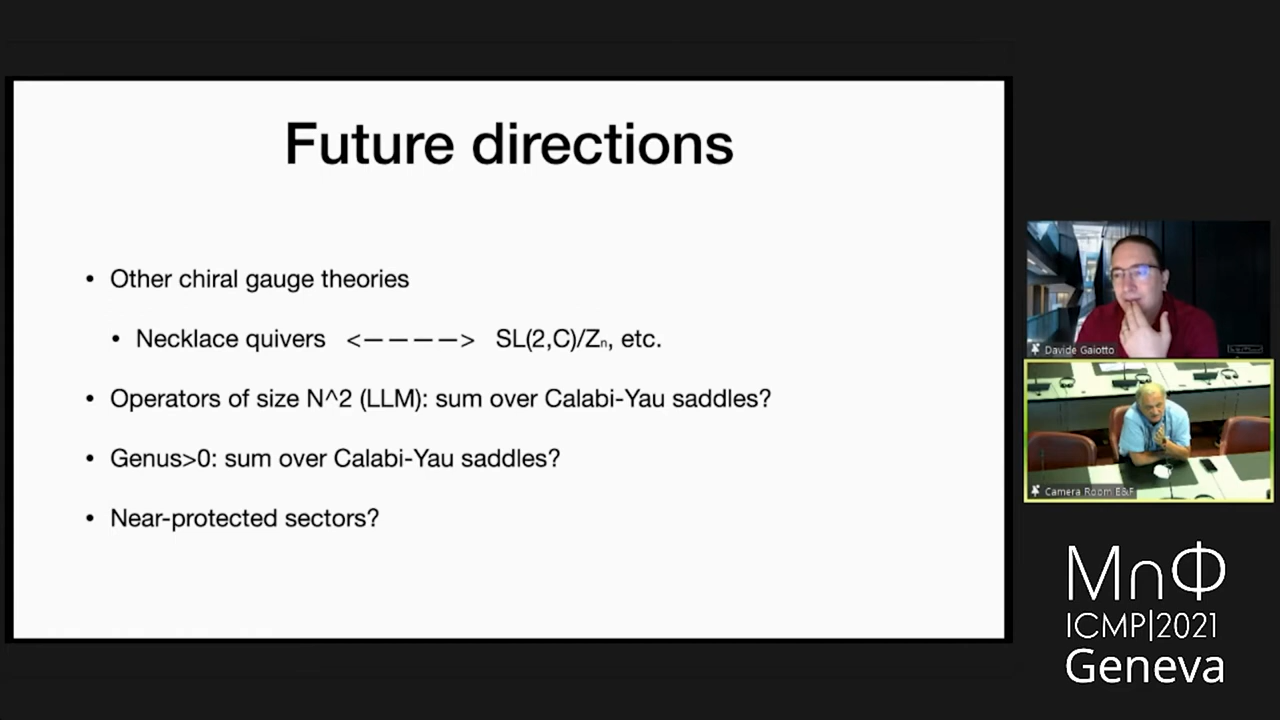 Future directions
• Other chiral gauge theories
• Necklace quivers <————> SL(2,C)/Zn, etc.
• Operators of size N^2 (LLM): sum over Calabi-Yau saddles?
• Genus>0: sum over Calabi-Yau saddles?
• Near-protected sectors?
Davide Gaiotto
Camera Room E&F
M∩Φ
ICMP|2021
Geneva